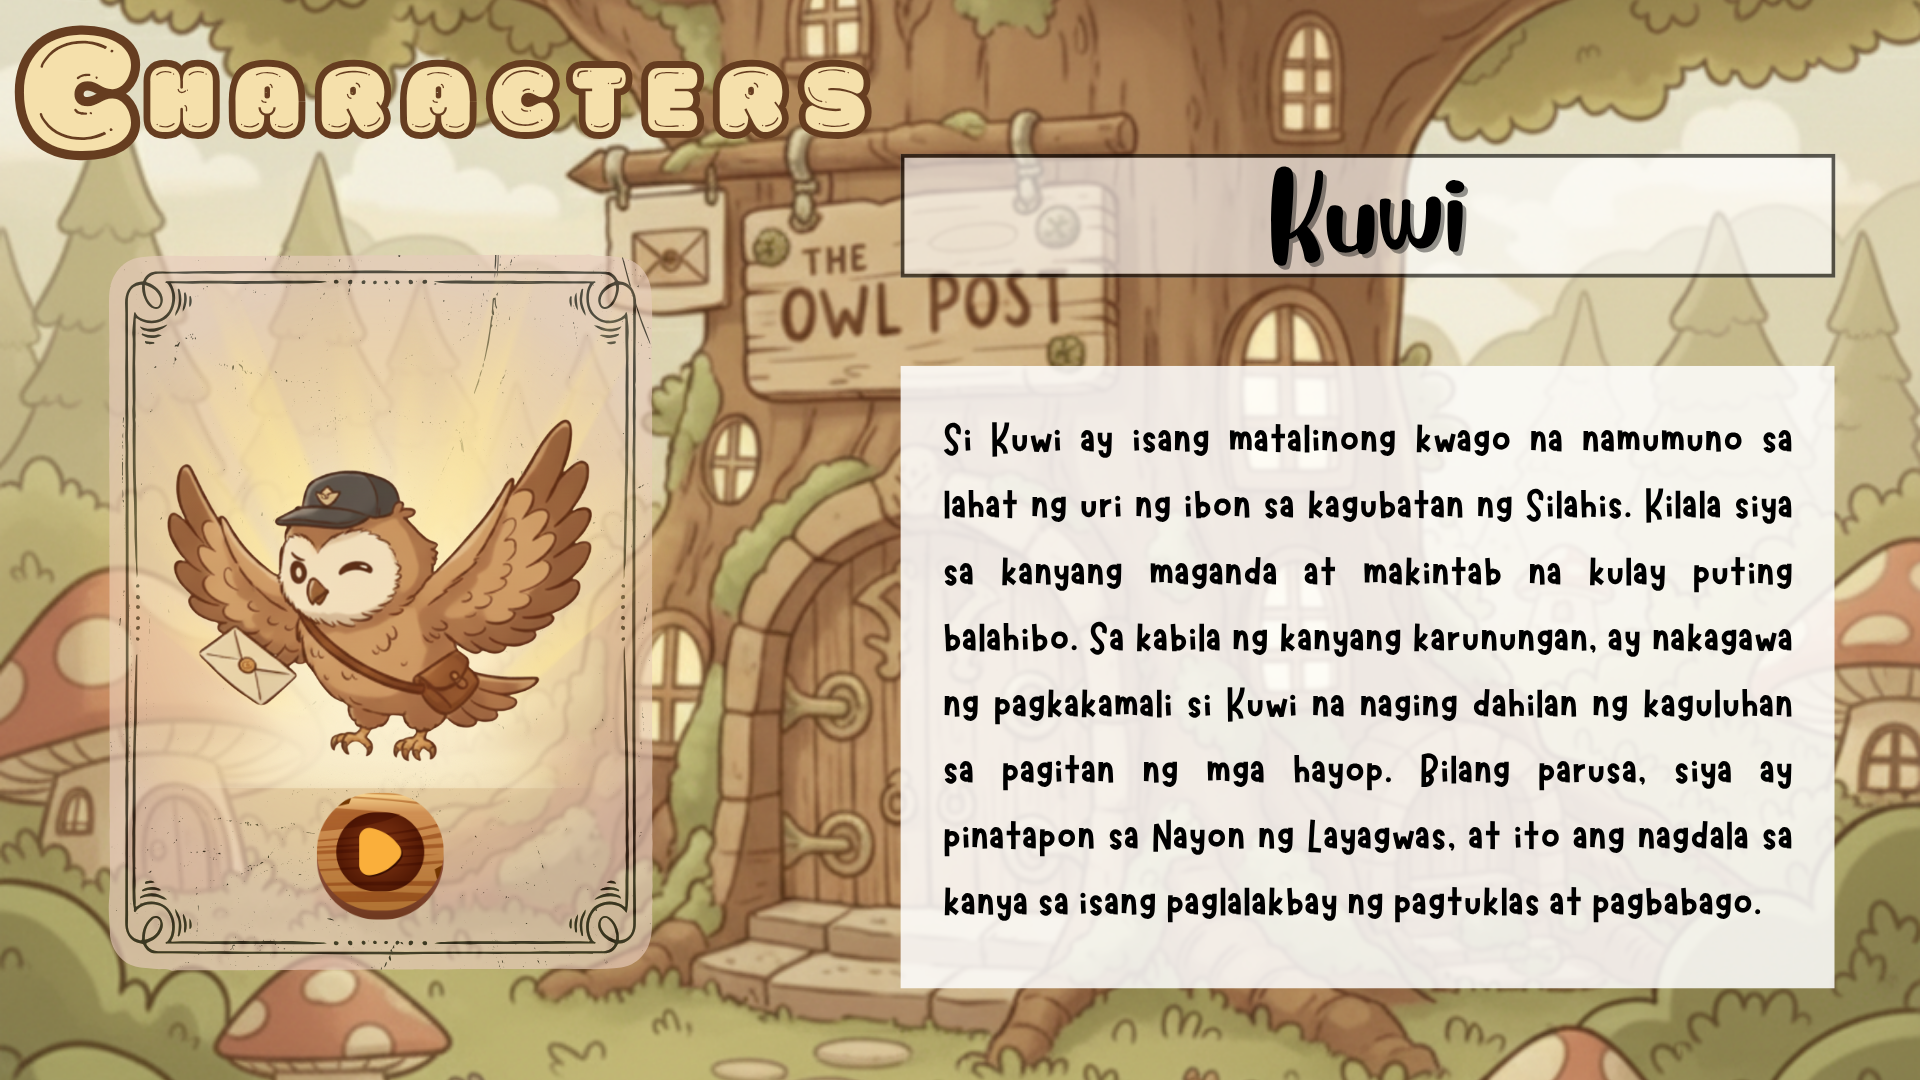 CHARACTERS
THE
OWL POST
Kuwi
Si Kuwi ay isang matalinong kwago na namumuno sa
lahat ng uri ng ibon sa kagubatan ng Silahis. Kilala siya
sa kanyang maganda at makintab na kulay puting
balahibo. Sa kabila ng kanyang karunungan, ay nakagawa
ng pagkakamali si Kuwi na naging dahilan ng kaguluhan
sa pagitan ng mga hayop. Bilang parusa, siya ay
pinatapon sa Nayon ng Layagwas, at ito ang nagdala sa
kanya sa isang paglalakbay ng pagtuklas at pagbabago.